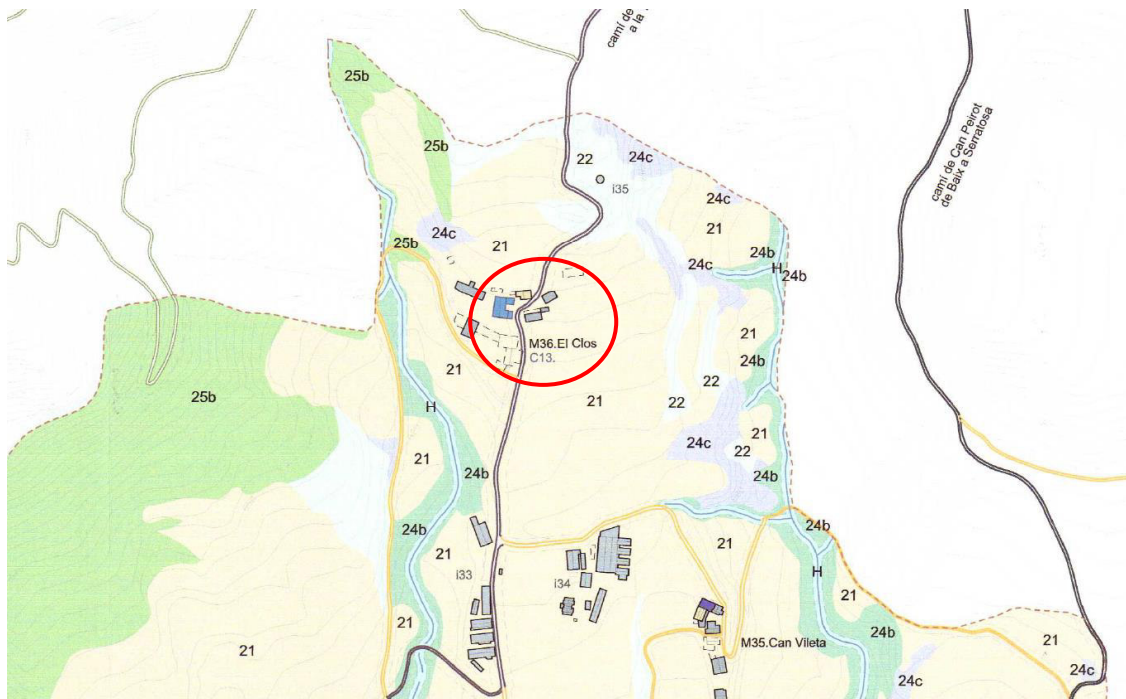 camí de
a la
25b
22
24c
25b
i35
camí de Can Peirot
de Baix a Serratosa
24c
21
24c
21
25b
24b
H
24b
24c
21
M36.El Clos
C13.
21
24b
21
22
25b
21
22
H
21
24c
22
21
24b
24b
24b
24b
21
21
i33
i34
H
21
21
24b
21
M35.Can Vileta
21
24c
24c